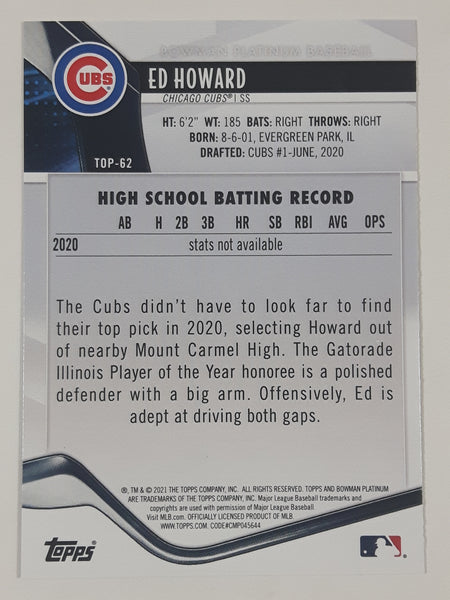 BOWMAN PLATINUM BASEBALL
CUBS
ED HOWARD
CHICAGO CUBS® | SS
HT: 6'2" WT: 185 BATS: RIGHT THROWS: RIGHT
BORN: 8-6-01, EVERGREEN PARK, IL
DRAFTED: CUBS #1-JUNE, 2020
TOP-62
HIGH SCHOOL BATTING RECORD
AB H 2B 3B HR SB RBI AVG OPS
2020 stats not available
The Cubs didn't have to look far to find
their top pick in 2020, selecting Howard out
of nearby Mount Carmel High. The Gatorade
Illinois Player of the Year honoree is a polished
defender with a big arm. Offensively, Ed is
adept at driving both gaps.
®, TM & © 2021 THE TOPPS COMPANY, INC. ALL RIGHTS RESERVED. TOPPS AND BOWMAN PLATINUM
ARE TRADEMARKS OF THE TOPPS COMPANY, INC. Major League Baseball trademarks and
copyrights are used with permission of Major League Baseball.
Visit MLB.com. OFFICIALLY LICENSED PRODUCT OF MLB.
WWW.TOPPS.COM. CODE#CMP045644
TOPPS